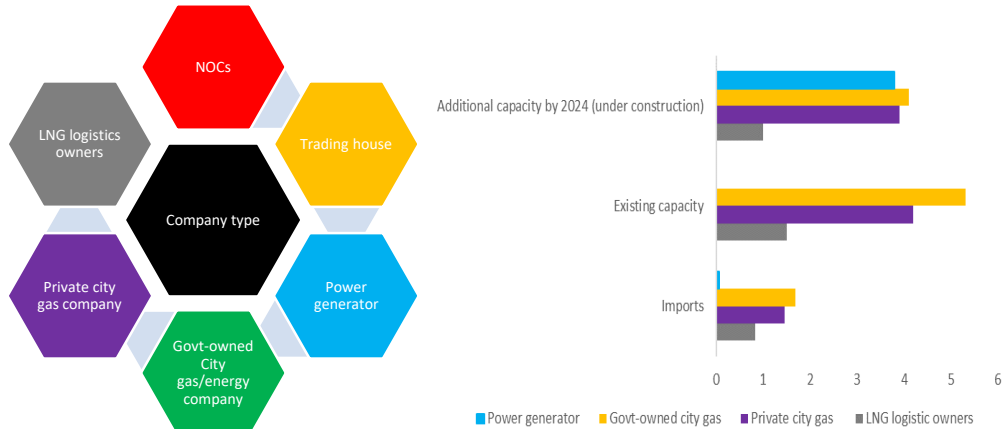 NOCs
LNG logistics
owners
Trading house
Company type
Private city
gas company
Power
generator
Govt-owned
City
gas/energy
company
Additional capacity by 2024 (under construction)
Existing capacity
Imports
0 1 2 3 4 5 6
Power generator Govt-owned city gas Private city gas LNG logistic owners